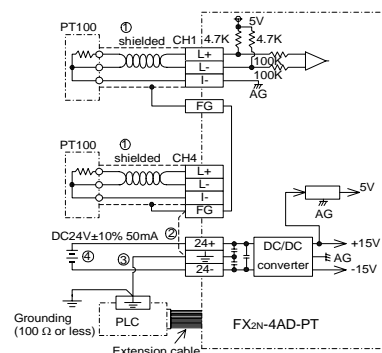 PT100
①
shielded
CH1
4.7K
5V
4.7K
L+
L-
I-
100K
100K
AG
FG
PT100
①
shielded
CH4
L+
L-
I-
FG
②
DC24V±10% 50mA
24+
24-
③
④
DC/DC
converter
5V
AG
+15V
AG
-15V
Grounding
(100 Ω or less)
PLC
Extension cable
FX2N-4AD-PT